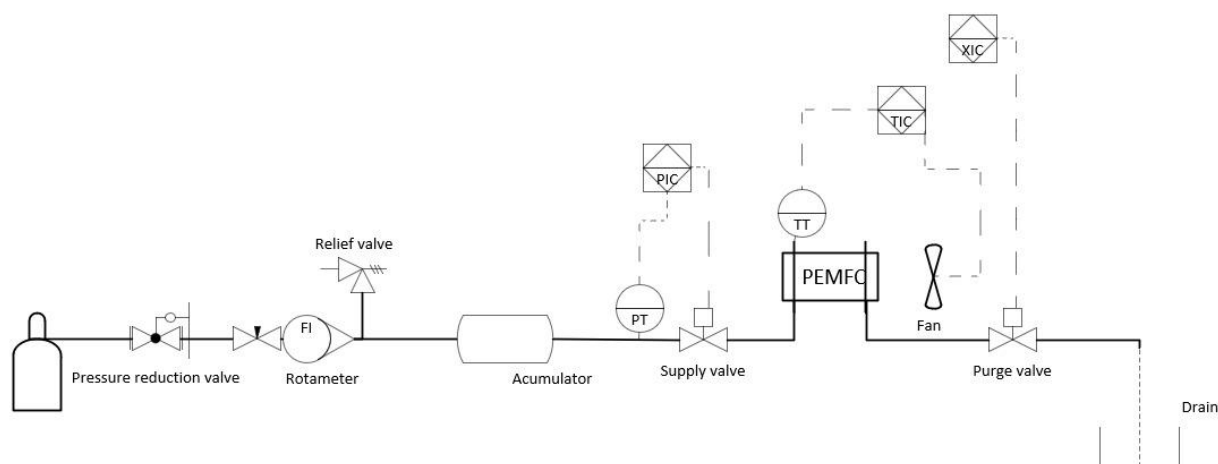 XIC
TIC
PIC
TT
Relief valve
PEMFC
PT
FI
Fan
Pressure reduction valve
Rotameter
Acumulator
Supply valve
Purge valve
Drain